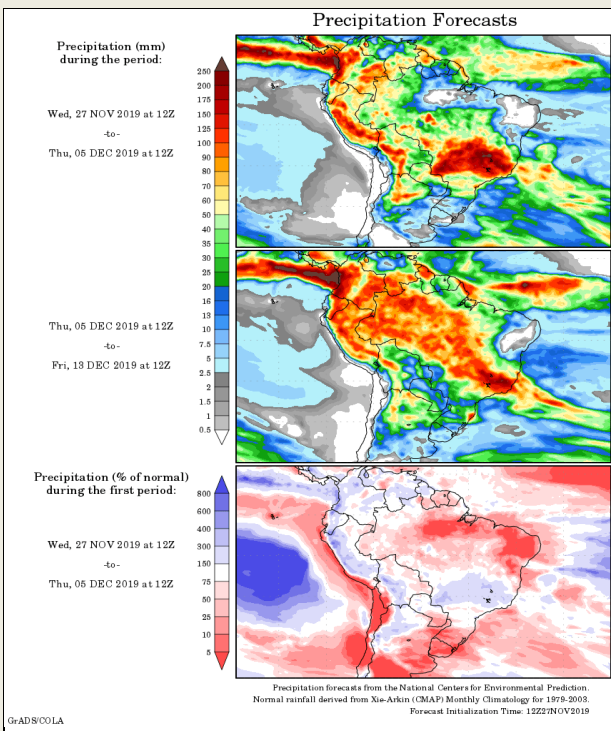 Precipitation Forecasts
Precipitation (mm)
during the period:
Wed, 27 NOV 2019 at 12Z
-to-
Thu, 05 DEC 2019 at 12Z
250
200
175
150
125
100
90
80
70
60
50
40
35
30
25
20
16
13
10
7.5
5
2.5
2
1.5
1
0.5
Thu, 05 DEC 2019 at 12Z
-to-
Fri, 13 DEC 2019 at 12Z
Precipitation (% of normal)
during the first period:
Wed, 27 NOV 2019 at 12Z
-to-
Thu, 05 DEC 2019 at 12Z
800
600
400
300
150
75
50
25
10
5
Precipitation forecasts from the National Centers for Environmental Prediction.
Normal rainfall derived from Xie-Arkin (CMAP) Monthly Climatology for 1979-2003.
Forecast Initialization Time: 12Z27NOV2019
GrADS/COLA